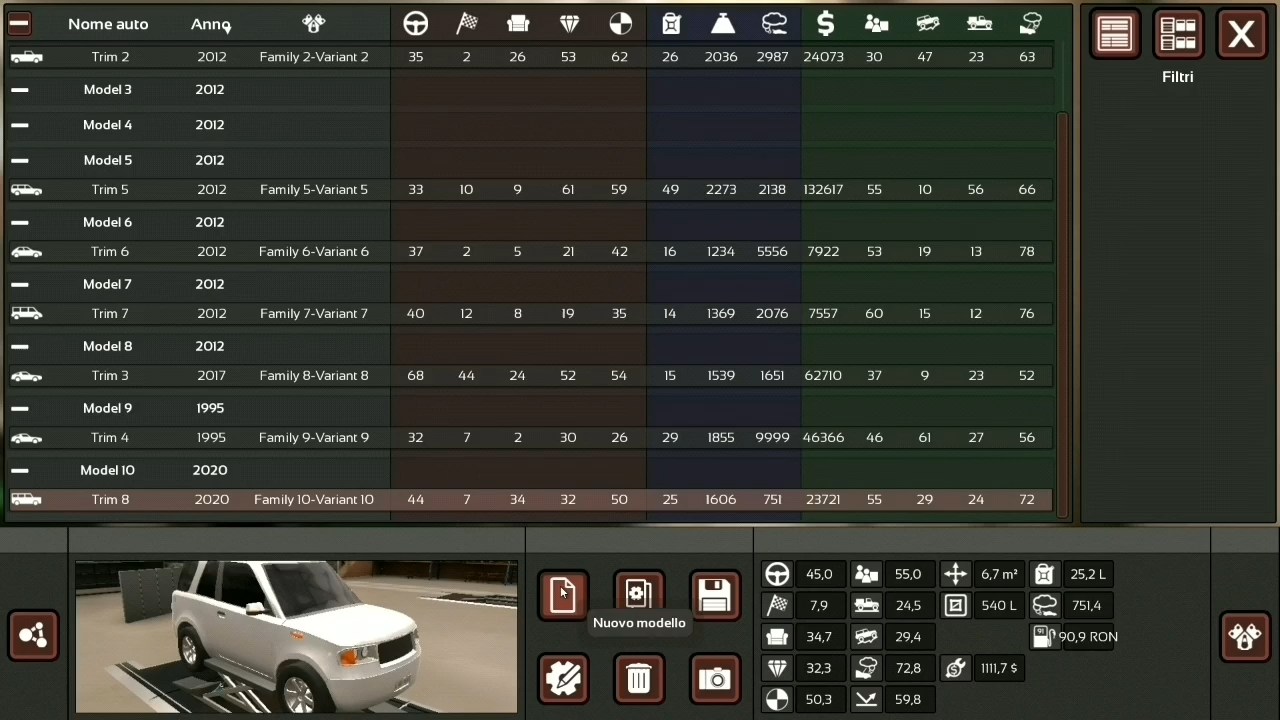 Nome auto Anno
Trim 2 2012 Family 2-Variant 2 35 2 26 53 62 26 2036 2987 24073 30 47 23 63
Model 3 2012
Model 4 2012
Model 5 2012
Trim 5 2012 Family 5-Variant 5 33 10 9 61 59 49 2273 2138 132617 55 10 56 66
Model 6 2012
Trim 6 2012 Family 6-Variant 6 37 2 5 21 42 16 1234 5556 7922 53 19 13 78
Model 7 2012
Trim 7 2012 Family 7-Variant 7 40 12 8 19 35 14 1369 2076 7557 60 15 12 76
Model 8 2012
Trim 3 2017 Family 8-Variant 8 68 44 24 52 54 15 1539 1651 62710 37 9 23 52
Model 9 1995
Trim 4 1995 Family 9-Variant 9 32 7 2 30 26 29 1855 9999 46366 46 61 27 56
Model 10 2020
Trim 8 2020 Family 10-Variant 10 44 7 34 32 50 25 1606 751 23721 55 29 24 72
Filtri
Nuovo modello
45,0 55,0 6,7 m² 25,2 L
7,9 24,5 540 L 751,4
34,7 29,4 91 90,9 RON
32,3 72,8 1111,7 $
50,3 59,8